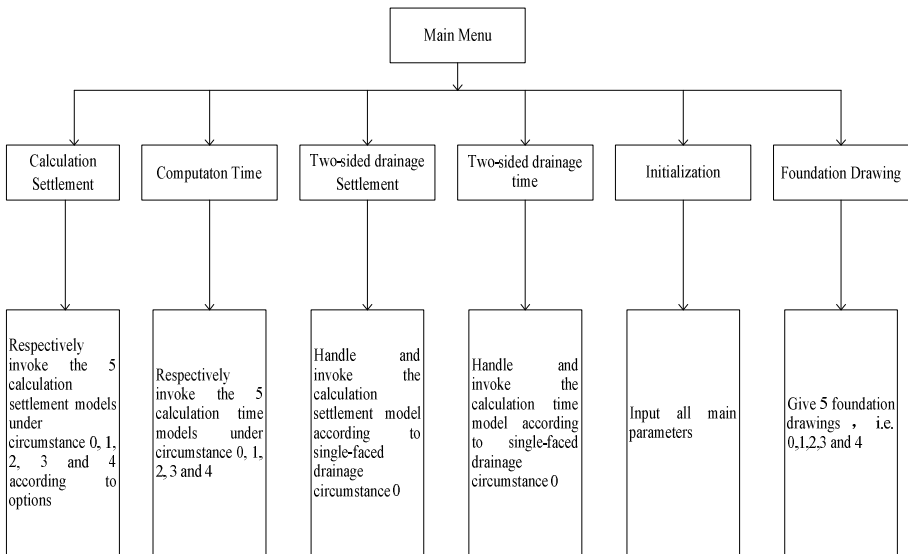 Main Menu
Calculation
Settlement
Computaton Time
Two-sided drainage
Settlement
Two-sided drainage
time
Initialization
Foundation Drawing
Respectively
invoke the 5
calculation
settlement models
under
circumstance 0, 1,
2, 3 and 4
according to
options
Respectively
invoke the 5
calculation time
models under
circumstance 0, 1,
2, 3 and 4
Handle and
invoke the
calculation
settlement model
according to
single-faced
drainage
circumstance 0
Handle and
invoke the
calculation time
model according
to single-faced
drainage
circumstance 0
Input all main
parameters
Give 5 foundation
drawings ， i.e.
0,1,2,3 and 4